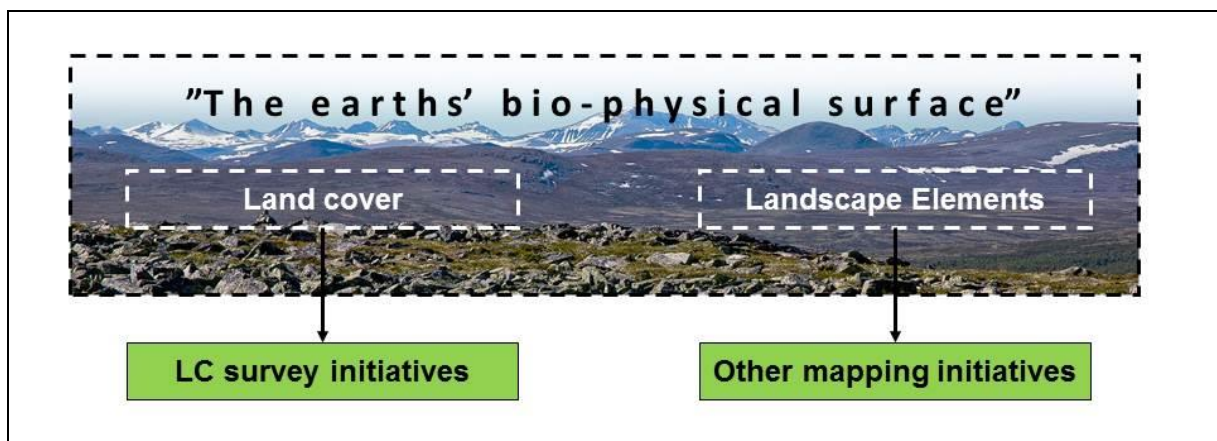 ”The earths’ bio-physical surface”
Land cover
Landscape Elements
LC survey initiatives
Other mapping initiatives